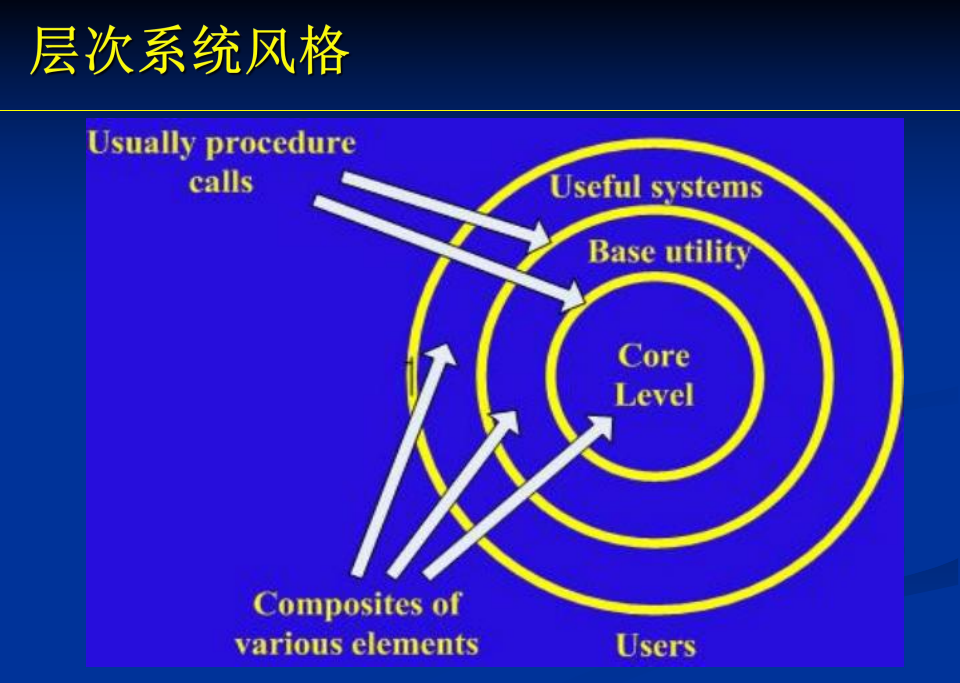 层次系统风格
Usually procedure
calls
Useful systems
Base utility
Core
Level
Composites of
various elements
Users